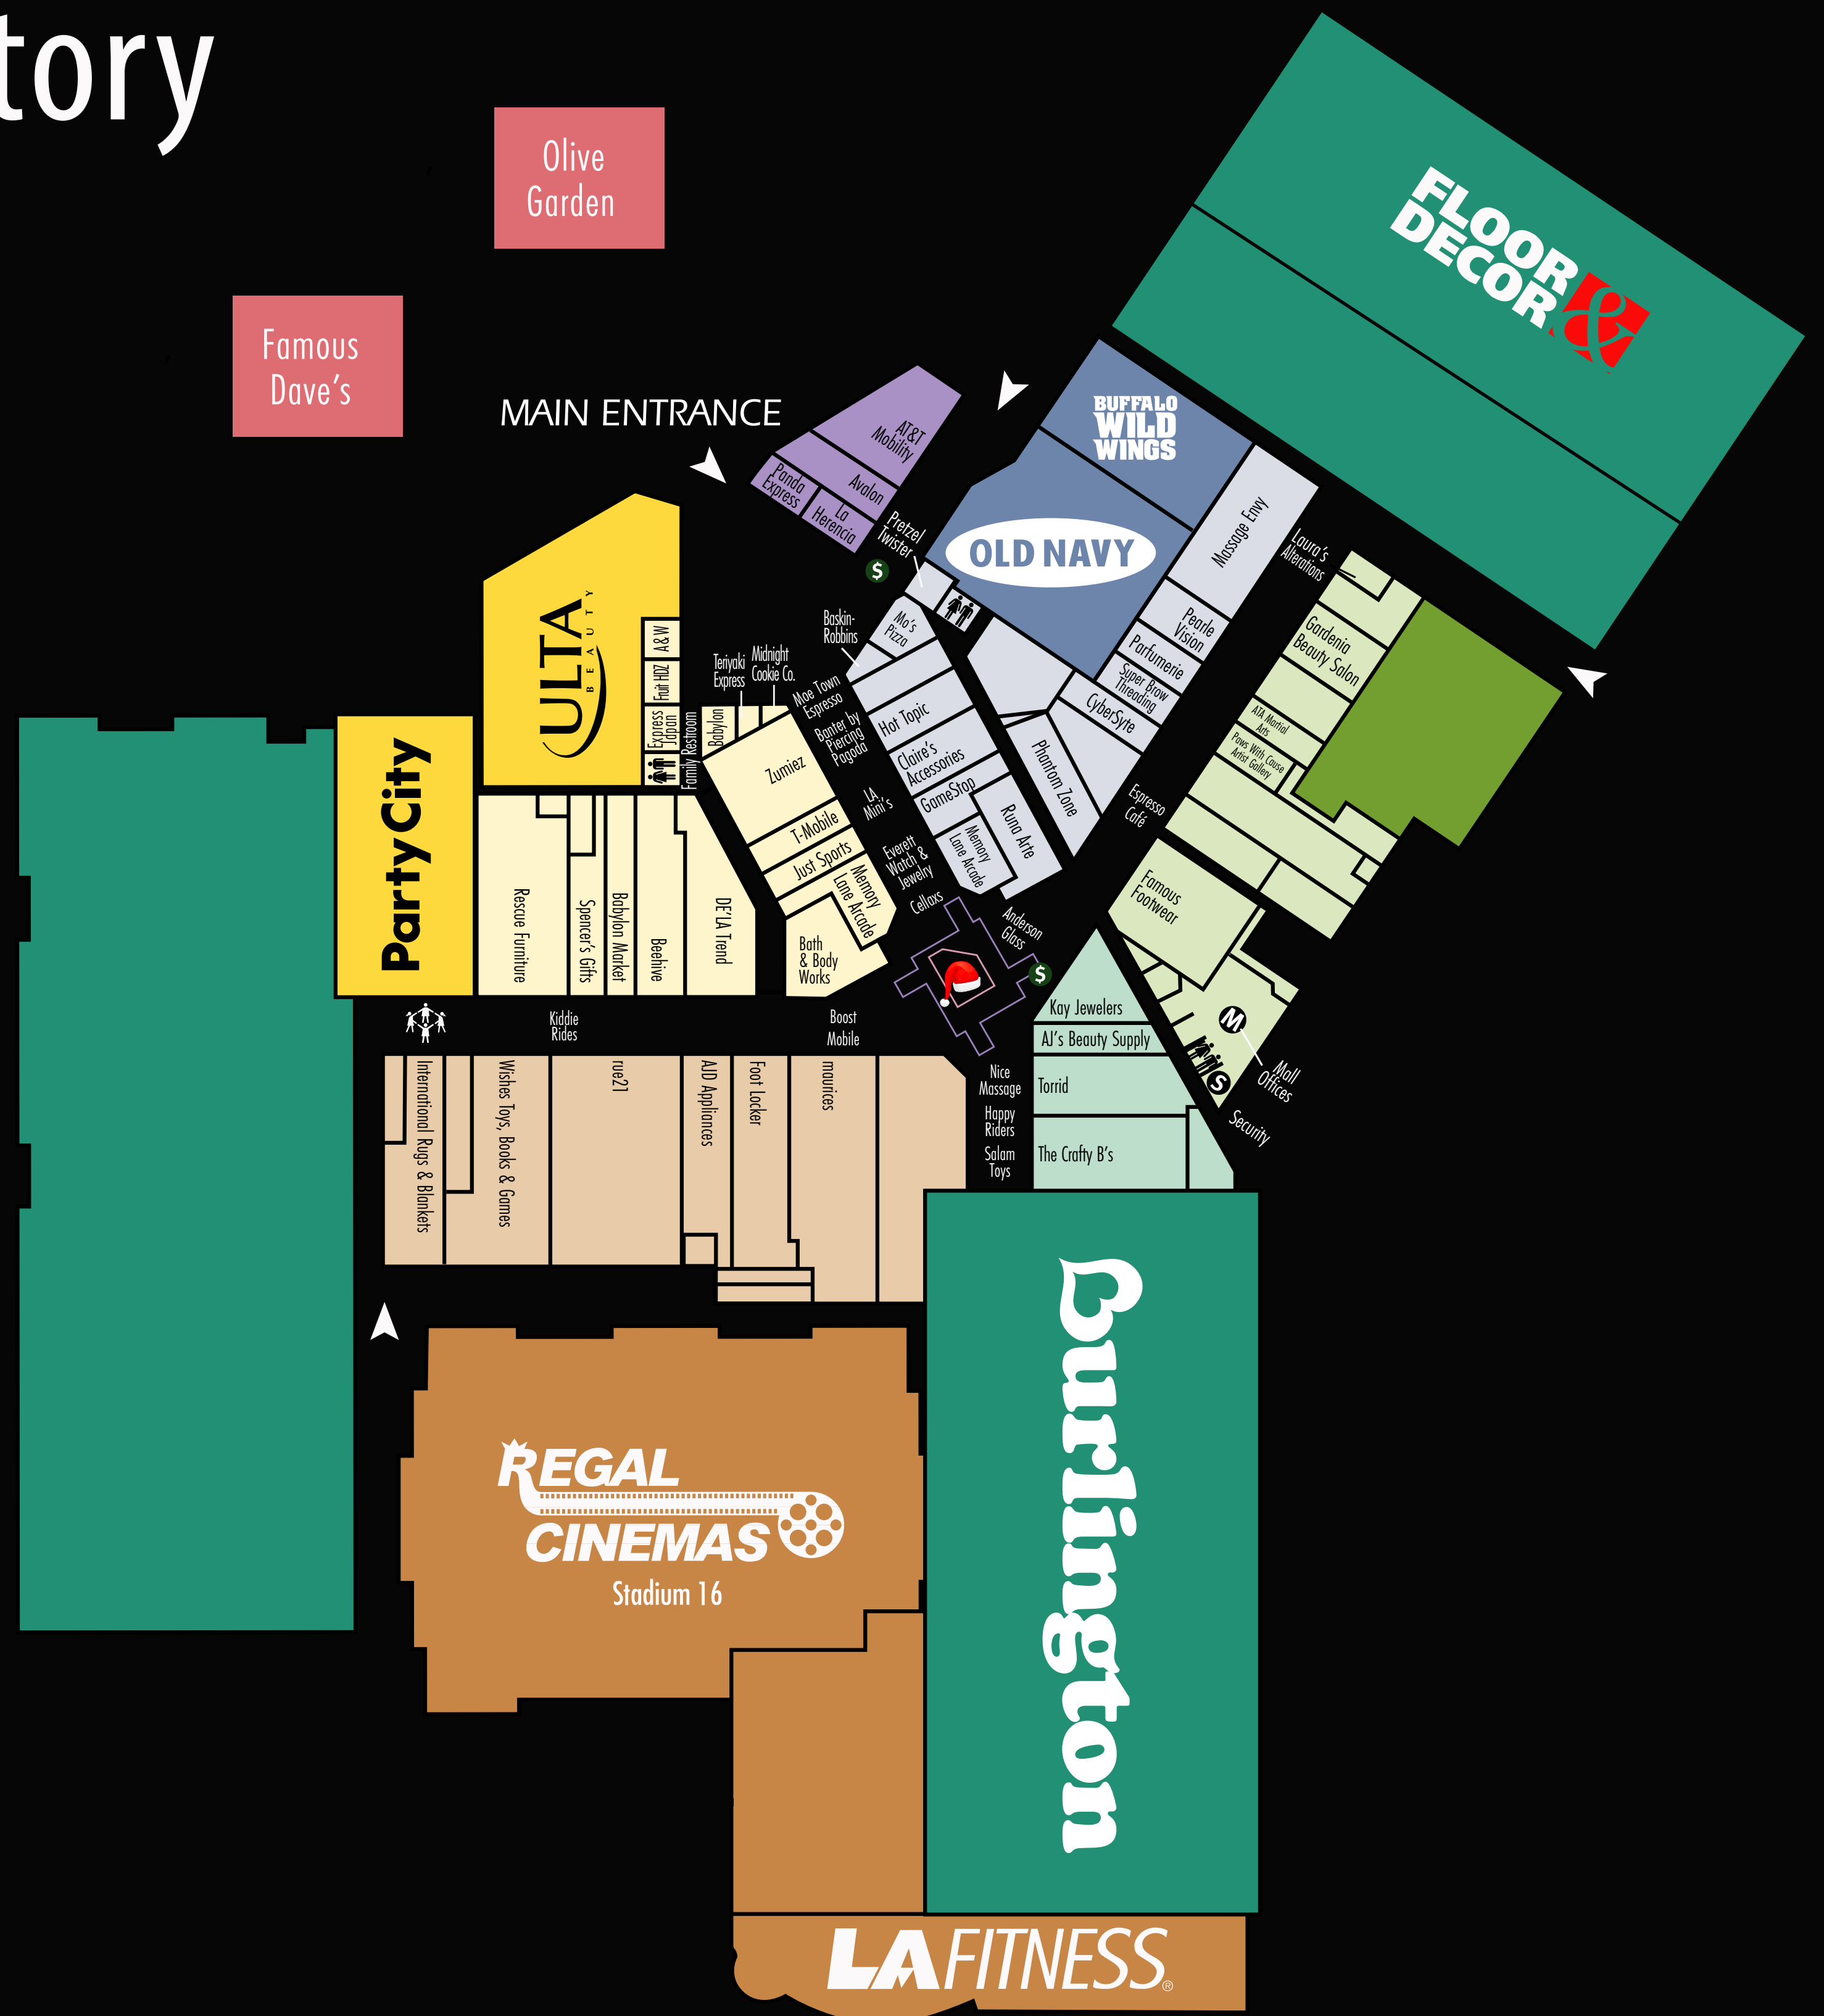 tory
Olive
Garden
Famous
Dave's
MAIN ENTRANCE
FLOOR
&
DECOR
AT&T
Mobility
Avalon
Panda
Express
La
Herencia
BUFFALO
WILD
WINGS
OLD NAVY
Pretzel
Twister
$
Massage Envy
Pearle
Vision
Parfumerie
Super Brow
Threading
CyberSyte
Laura's
Alterations
Gardenia
Beauty Salon
ATA Martial
Arts
Paws With Cause
Artist Gallery
Espresso
Café
ULTA
BEAUTY
A&W
Fruit HDZ
Express
Japan
Family Restroom
Teriyaki
Express
Midnight
Cookie Co.
Babylon
Baskin-
Robbins
Mo's
Pizza
Moe Town
Espresso
Banter by
Piercing
Pagoda
Hot Topic
Claire's
Accessories
GameStop
Memory
Lane Arcade
Runa Arte
Phantom Zone
Zumiez
T-Mobile
Just Sports
Memory
Lane Arcade
Bath
& Body
Works
LA
Mini's
Everett
Watch &
Jewelry
Cellaxs
Anderson
Glass
$
Party City
Rescue Furniture
Spencer's Gifts
Babylon Market
Beehive
DE'LA Trend
Kiddie
Rides
Boost
Mobile
Famous
Footwear
Kay Jewelers
AJ's Beauty Supply
Torrid
The Crafty B's
M
S
Mall
Offices
Security
Nice
Massage
Happy
Riders
Salam
Toys
International Rugs & Blankets
Wishes Toys, Books & Games
rue21
AJD Appliances
Foot Locker
maurices
REGAL
CINEMAS
Stadium 16
Burlington
LA FITNESS®